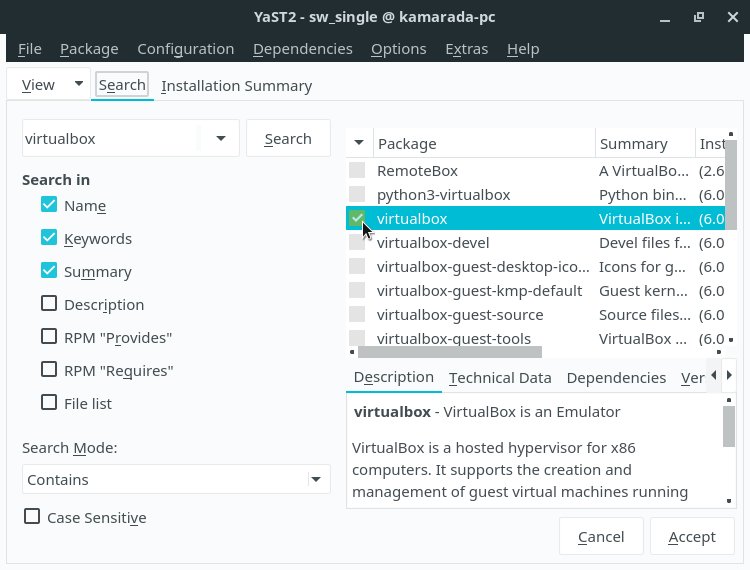 YaST2 - sw_single @ kamarada-pc
File Package Configuration Dependencies Options Extras Help
View Search Installation Summary
virtualbox Search
Search in
Name
Keywords
Summary
Description
RPM "Provides"
RPM "Requires"
File list
Search Mode:
Contains
Case Sensitive
Package Summary Inst
RemoteBox A VirtualBo... (2.6
python3-virtualbox Python bin... (6.0
virtualbox VirtualBox i... (6.0
virtualbox-devel Devel files f... (6.0
virtualbox-guest-desktop-ico... Icons for g... (6.0
virtualbox-guest-kmp-default Guest kern... (6.0
virtualbox-guest-source Source files... (6.0
virtualbox-guest-tools VirtualBox ... (6.0
Description Technical Data Dependencies Ver
virtualbox - VirtualBox is an Emulator
VirtualBox is a hosted hypervisor for x86
computers. It supports the creation and
management of guest virtual machines running
Cancel Accept